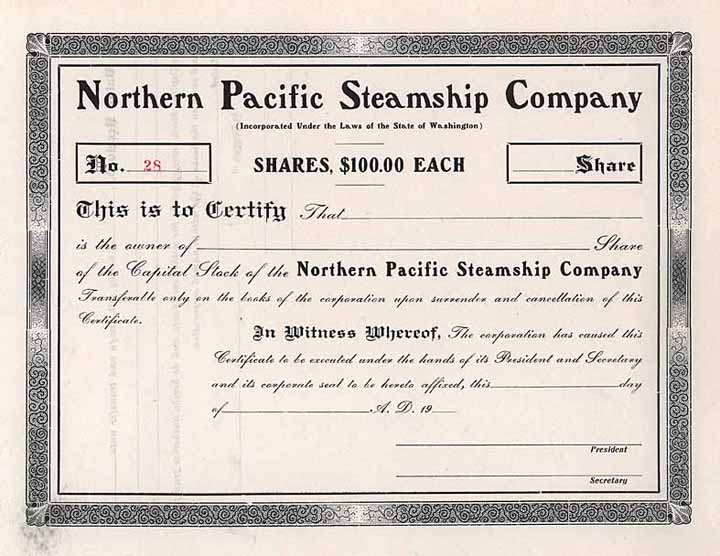 Northern Pacific Steamship Company
(Incorporated Under the Laws of the State of Washington)
No. 28 SHARES, $100.00 EACH Share
This is to Certify That
is the owner of Share
of the Capital Stock of the Northern Pacific Steamship Company
Transferable only on the books of the corporation upon surrender and cancellation of this
Certificate.
In Witness Whereof, The corporation has caused this
Certificate to be executed under the hands of its President and Secretary
and its corporate seal to be hereto affixed, this day
of A. D. 19
President
Secretary